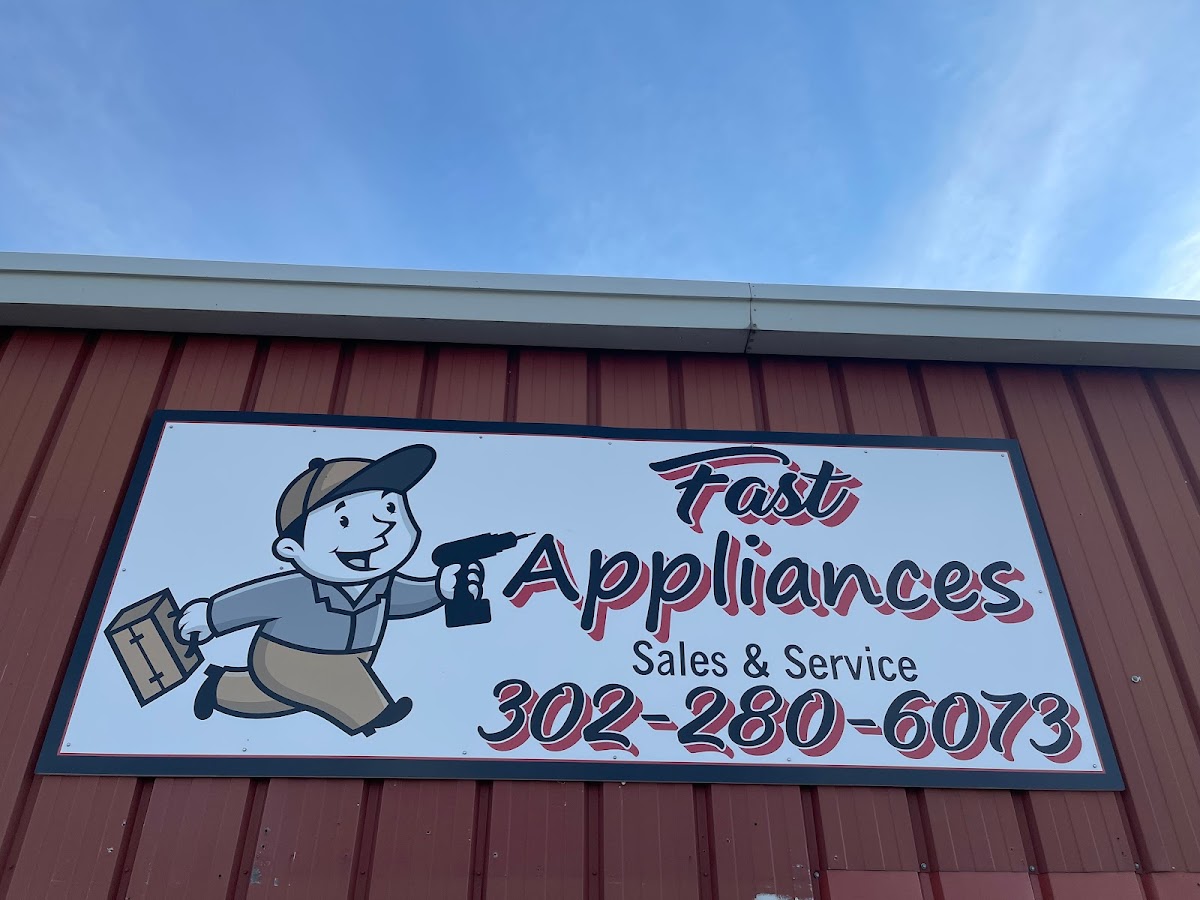 Fast
Appliances
Sales & Service
302-280-6073